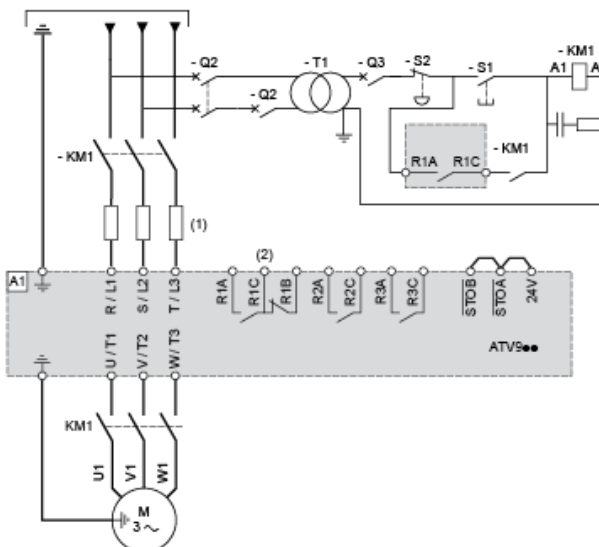 - Q2
- T1
- Q3
- S2
- S1
- KM1
A1
A
- Q2
- KM1
R1A
R1C
- KM1
(1)
(2)
A1
R / L1
S / L2
T / L3
R1A
R1C
R1B
R2A
R2C
R3A
R3C
STOB
STOA
24V
U / T1
V / T2
W / T3
ATV9●●
KM1
U1
V1
W1
M
3 ~